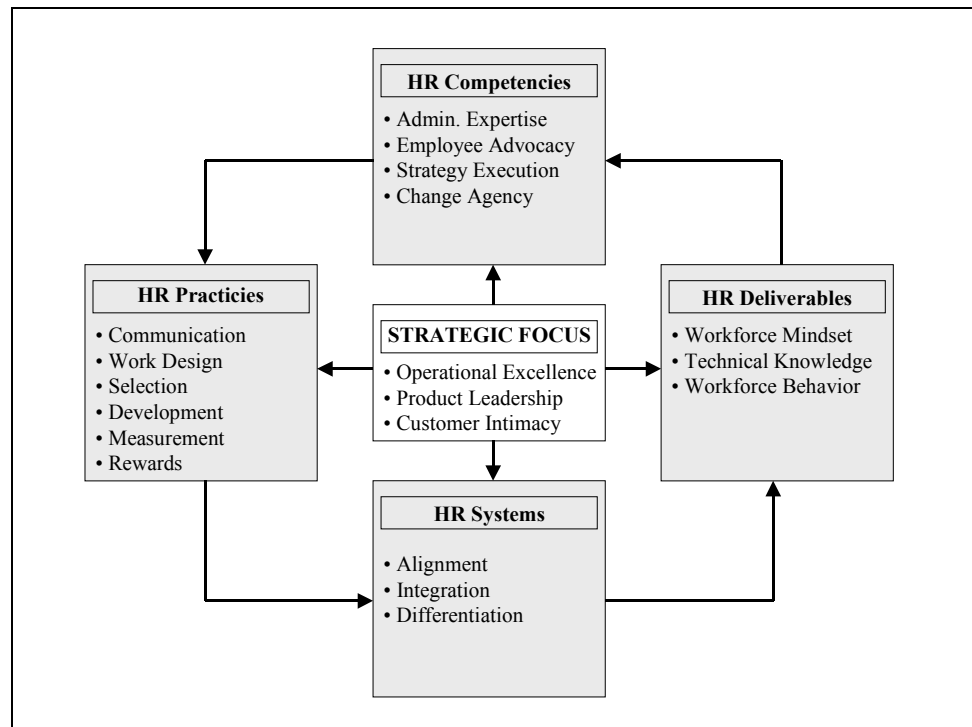 HR Competencies
• Admin. Expertise
• Employee Advocacy
• Strategy Execution
• Change Agency
HR Practicies
• Communication
• Work Design
• Selection
• Development
• Measurement
• Rewards
STRATEGIC FOCUS
• Operational Excellence
• Product Leadership
• Customer Intimacy
HR Deliverables
• Workforce Mindset
• Technical Knowledge
• Workforce Behavior
HR Systems
• Alignment
• Integration
• Differentiation